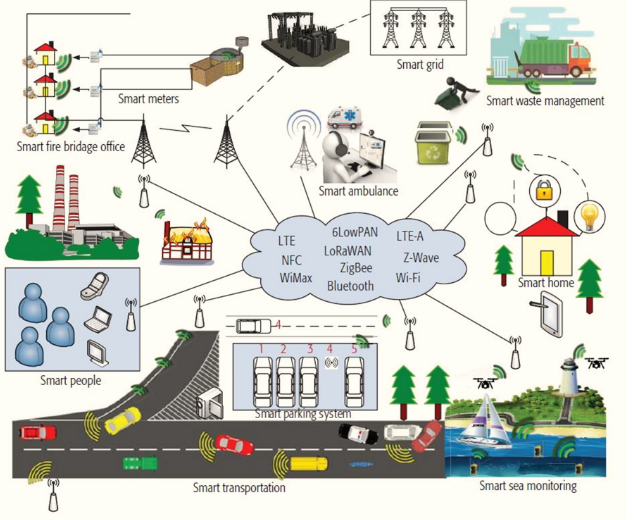 Smart grid
Smart meters
Smart waste management
Smart fire bridage office
Smart ambulance
LTE
6LowPAN
LTE-A
LoRaWAN
NFC
Z-Wave
ZigBee
WiMax
Wi-Fi
Bluetooth
Smart home
4
1 2 3 4 5
Smart people
Smart parking system
Smart transportation
Smart sea monitoring